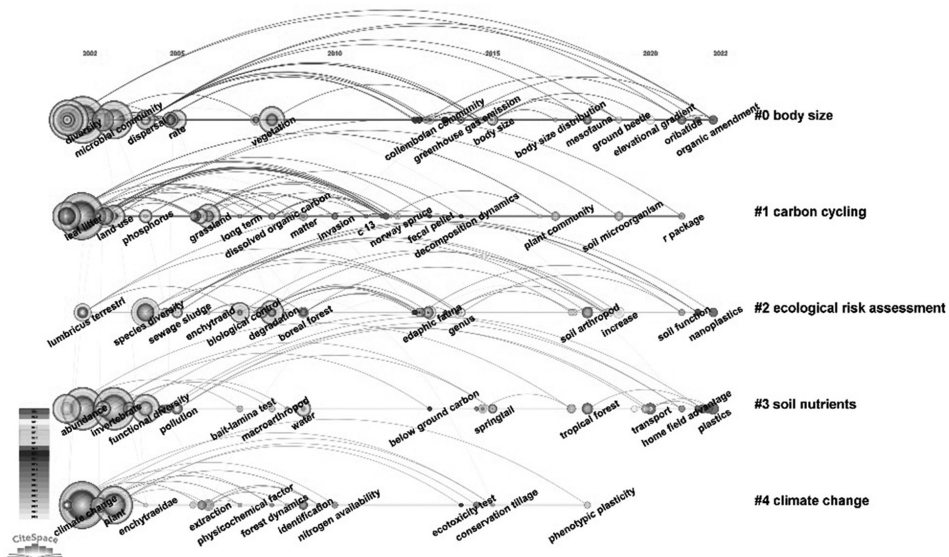 2002 2005 2010 2015 2020 2022
diversity
microbial community
dispersal
rate
vegetation
collembolan community
greenhouse gas emission
body size
body size distribution
mesofauna
ground beetle
elevational gradient
oribatids
organic amendment
#0 body size
leaf litter
land use
phosphorus
grassland
long term
dissolved organic carbon
matter
invasion
c 13
norway spruce
fecal pellet
decomposition dynamics
plant community
soil microorganism
r package
#1 carbon cycling
lumbricus terrestri
species diversity
sewage sludge
enchytraeid
biological control
degradation
boreal forest
edaphic fauna
genus
soil arthropod
increase
soil function
nanoplastics
#2 ecological risk assessment
abundance
invertebrate
functional diversity
pollution
bait-lamina test
macroarthropod
water
below ground carbon
springtail
tropical forest
transport
home field advantage
plastics
#3 soil nutrients
climate change
plant
enchytraeidae
extraction
physicochemical factor
forest dynamics
identification
nitrogen availability
ecotoxicity test
conservation tillage
phenotypic plasticity
#4 climate change
CiteSpace